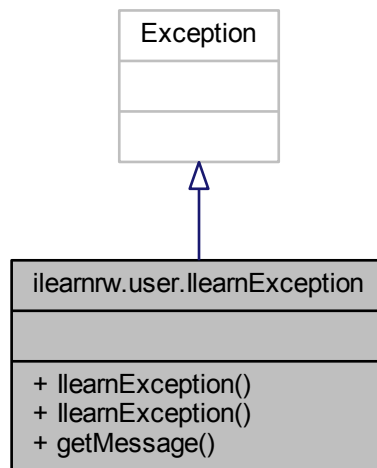 Exception
ilearnrw.user.IlearnException
+ IlearnException()
+ IlearnException()
+ getMessage()